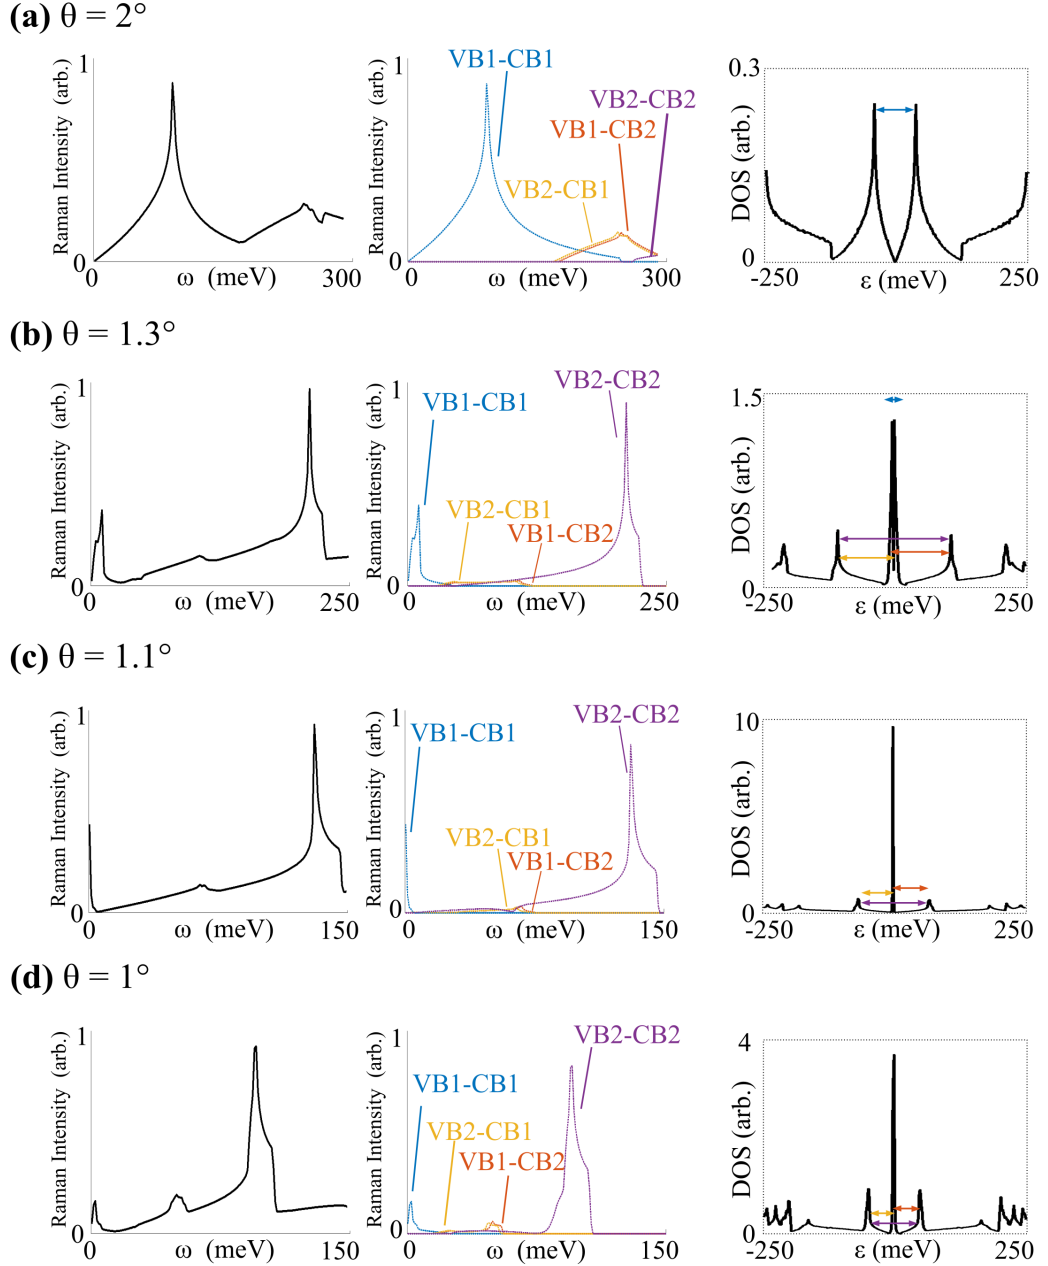 (a) θ = 2°
1
Raman Intensity (arb.)
0
0
ω (meV)
300
1
Raman Intensity (arb.)
0
VB1-CB1
VB2-CB2
VB1-CB2
VB2-CB1
0
ω (meV)
300
0.3
DOS (arb.)
0
-250
ε (meV)
250
(b) θ = 1.3°
1
Raman Intensity (arb.)
0
0
ω (meV)
250
1
Raman Intensity (arb.)
0
VB2-CB2
VB1-CB1
VB2-CB1
VB1-CB2
0
ω (meV)
250
1.5
DOS (arb.)
0
-250
ε (meV)
250
(c) θ = 1.1°
1
Raman Intensity (arb.)
0
0
ω (meV)
150
1
Raman Intensity (arb.)
0
VB2-CB2
VB1-CB1
VB2-CB1
VB1-CB2
0
ω (meV)
150
10
DOS (arb.)
0
-250
ε (meV)
250
(d) θ = 1°
1
Raman Intensity (arb.)
0
0
ω (meV)
150
1
Raman Intensity (arb.)
0
VB2-CB2
VB1-CB1
VB2-CB1
VB1-CB2
0
ω (meV)
150
4
DOS (arb.)
0
-250
ε (meV)
250